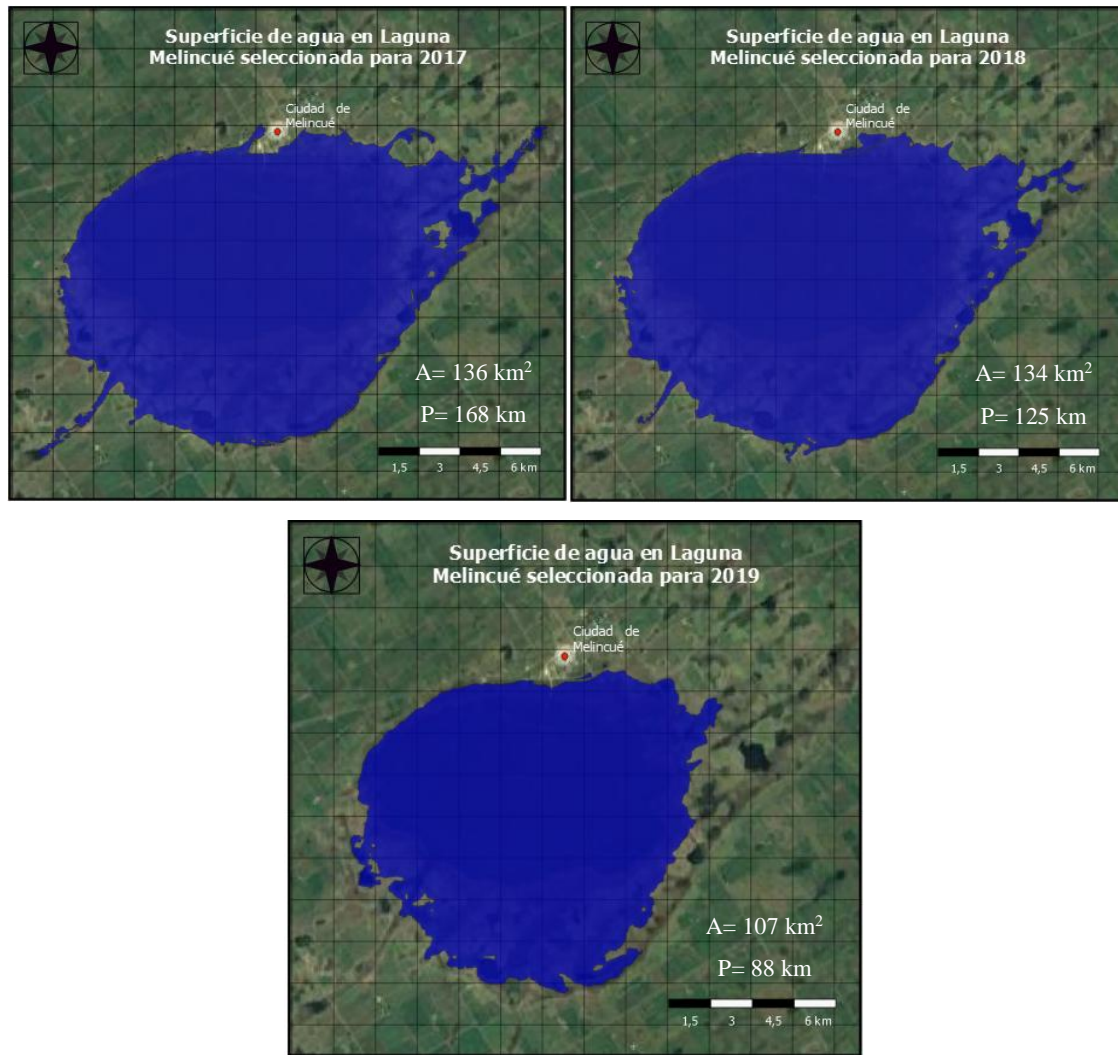 Superficie de agua en Laguna
Melincué seleccionada para 2017
Ciudad de
Melincué
A= 136 km²
P= 168 km
1,5 3 4,5 6 km
Superficie de agua en Laguna
Melincué seleccionada para 2018
Ciudad de
Melincué
A= 134 km²
P= 125 km
1,5 3 4,5 6 km
Superficie de agua en Laguna
Melincué seleccionada para 2019
Ciudad de
Melincué
A= 107 km²
P= 88 km
1,5 3 4,5 6 km